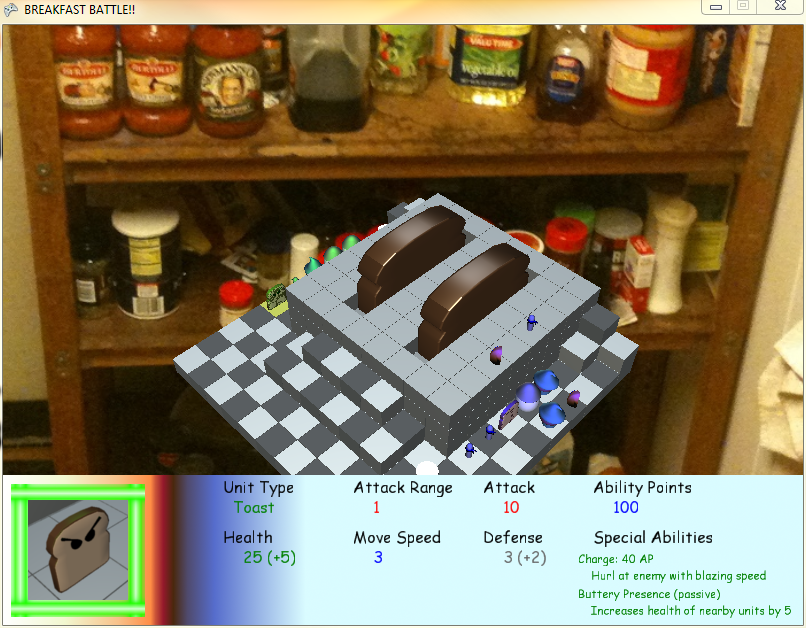 BREAKFAST BATTLE!!
BERTOLLI
BERTOLLI
VALU TIME
vegetable oil
Unit Type
Attack Range
Attack
Ability Points
Toast
1
10
100
Health
Move Speed
Defense
Special Abilities
25 (+5)
3
3 (+2)
Charge: 40 AP
Hurl at enemy with blazing speed
Buttery Presence (passive)
Increases health of nearby units by 5